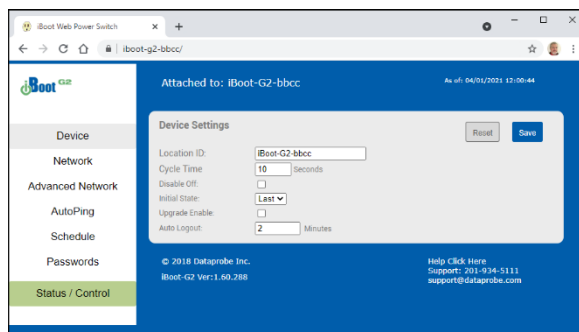 iBoot Web Power Switch
iboot-g2-bbcc/
iBoot G2
Attached to: iBoot-G2-bbcc
As of: 04/01/2021 12:00:44
Device
Network
Advanced Network
AutoPing
Schedule
Passwords
Status / Control
Device Settings
Reset Save
Location ID: iBoot-G2-bbcc
Cycle Time 10 Seconds
Disable Off:
Initial State: Last
Upgrade Enable:
Auto Logout: 2 Minutes
© 2018 Dataprobe Inc.
iBoot-G2 Ver:1.60.288
Help Click Here
Support: 201-934-5111
support@dataprobe.com